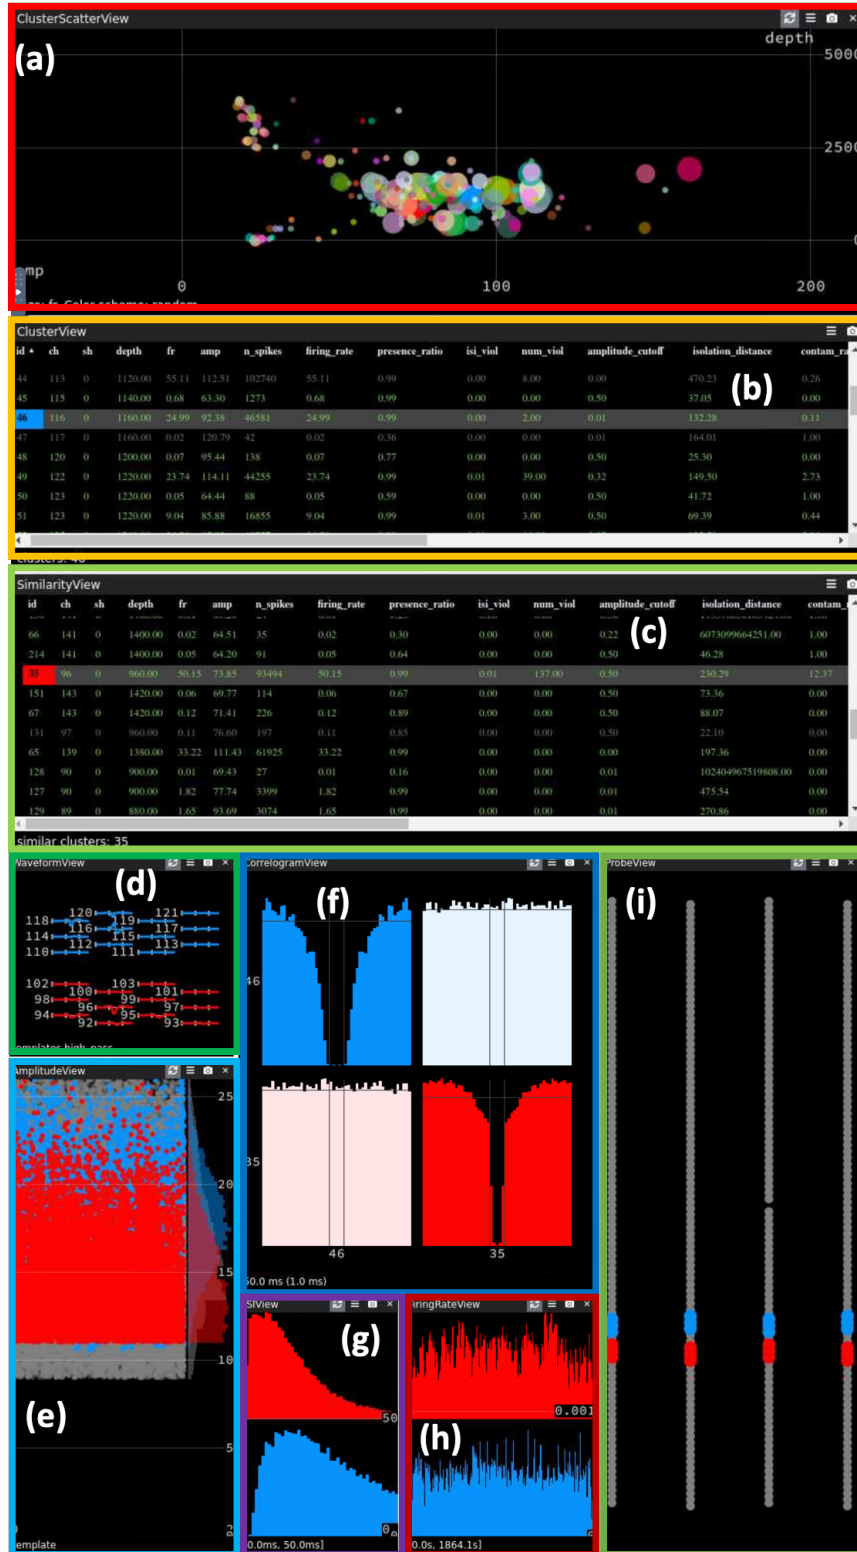 ClusterScatterView
(a)
depth
5000
2500
0
mp
0 100 200
ClusterView
id ch sh depth fr amp n_spikes firing_rate presence_ratio isi_viol num_viol amplitude_cutoff isolation_distance contam_ra
44 113 0 1120.00 55.11 112.51 102740 55.11 0.99 0.00 8.00 0.00 470.23 0.26
(b)
45 115 0 1140.00 0.68 63.30 1273 0.68 0.99 0.00 0.00 0.50 37.05 0.00
46 116 0 1160.00 24.99 92.38 46581 24.99 0.99 0.00 2.00 0.01 132.28 0.11
47 117 0 1160.00 0.02 120.79 42 0.02 0.36 0.00 0.00 0.01 164.01 1.00
48 120 0 1200.00 0.07 95.44 138 0.07 0.77 0.00 0.00 0.50 25.30 0.00
49 122 0 1220.00 23.74 114.11 44255 23.74 0.99 0.01 39.00 0.32 149.50 2.73
50 123 0 1220.00 0.05 64.44 88 0.05 0.59 0.00 0.00 0.50 41.72 1.00
51 123 0 1220.00 9.04 85.88 16855 9.04 0.99 0.01 3.00 0.50 69.39 0.44
SimilarityView
id ch sh depth fr amp n_spikes firing_rate presence_ratio isi_viol num_viol amplitude_cutoff isolation_distance contam_
(c)
66 141 0 1400.00 0.02 64.51 35 0.02 0.30 0.00 0.00 0.22 6073099664251.00 1.00
214 141 0 1400.00 0.05 64.20 91 0.05 0.64 0.00 0.00 0.50 46.28 1.00
35 96 0 960.00 50.15 73.85 93494 50.15 0.99 0.01 137.00 0.50 230.29 12.37
151 143 0 1420.00 0.06 69.77 114 0.06 0.67 0.00 0.00 0.50 73.36 0.00
67 143 0 1420.00 0.12 71.41 226 0.12 0.89 0.00 0.00 0.50 88.07 0.00
131 97 0 960.00 0.11 76.60 197 0.11 0.85 0.00 0.00 0.50 22.10 0.00
65 139 0 1380.00 33.22 111.43 61925 33.22 0.99 0.00 0.00 0.00 197.36 0.00
128 90 0 900.00 0.01 69.43 27 0.01 0.16 0.00 0.00 0.01 102404967519808.00 0.00
127 90 0 900.00 1.82 77.74 3399 1.82 0.99 0.00 0.00 0.01 475.54 0.00
129 89 0 880.00 1.65 93.69 3074 1.65 0.99 0.00 0.00 0.01 270.86 0.00
similar clusters: 35
WaveformView
(d)
120 121
118 119
116 117
114 115
112 113
110 111
102 103
100 101
98 99
96 97
94 95
92 93
emplates high_pass
AmplitudeView
25
20
15
10
5
(e)
emplate
CorrelogramView
(f)
46
35
46 35
50.0 ms (1.0 ms)
SIView
(g)
50
0.0ms, 50.0ms]
FiringRateView
0.001
(h)
0.0s, 1864.1s]
ProbeView
(i)